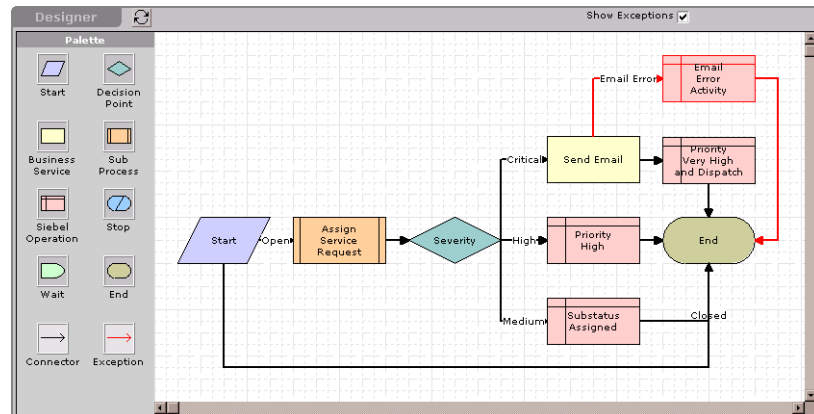 Designer
Show Exceptions
Palette
Start
Decision
Point
Business
Service
Sub
Process
Siebel
Operation
Stop
Wait
End
Connector
Exception
Start
Open
Assign
Service
Request
Severity
Critical
High
Medium
Send Email
Email Error
Email
Error
Activity
Priority
Very High
and Dispatch
Priority
High
Substatus
Assigned
Closed
End